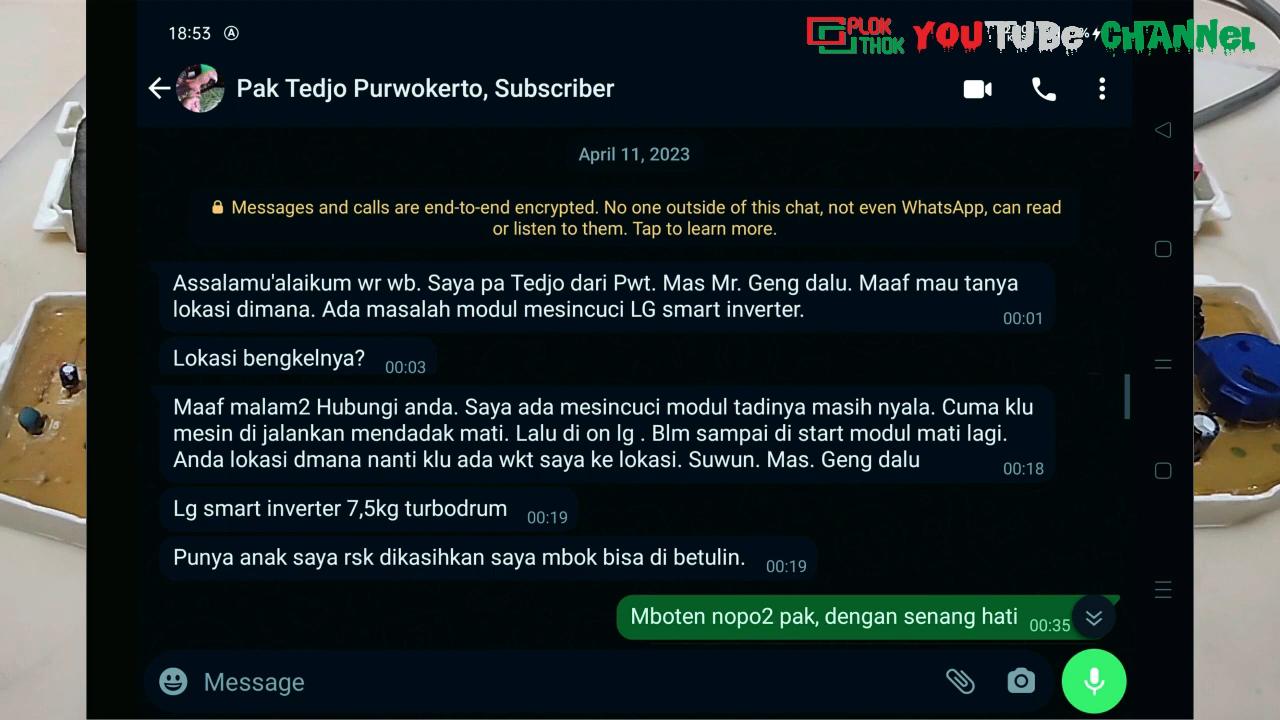 18:53
PLOK
THOK
YOUTUBE CHANNEL
Pak Tedjo Purwokerto, Subscriber
April 11, 2023
Messages and calls are end-to-end encrypted. No one outside of this chat, not even WhatsApp, can read
or listen to them. Tap to learn more.
Assalamu'alaikum wr wb. Saya pa Tedjo dari Pwt. Mas Mr. Geng dalu. Maaf mau tanya
lokasi dimana. Ada masalah modul mesincuci LG smart inverter.
00:01
Lokasi bengkelnya? 00:03
Maaf malam2 Hubungi anda. Saya ada mesincuci modul tadinya masih nyala. Cuma klu
mesin di jalankan mendadak mati. Lalu di on lg . Blm sampai di start modul mati lagi.
Anda lokasi dmana nanti klu ada wkt saya ke lokasi. Suwun. Mas. Geng dalu
00:18
Lg smart inverter 7,5kg turbodrum 00:19
Punya anak saya rsk dikasihkan saya mbok bisa di betulin. 00:19
Mboten nopo2 pak, dengan senang hati 00:35
Message